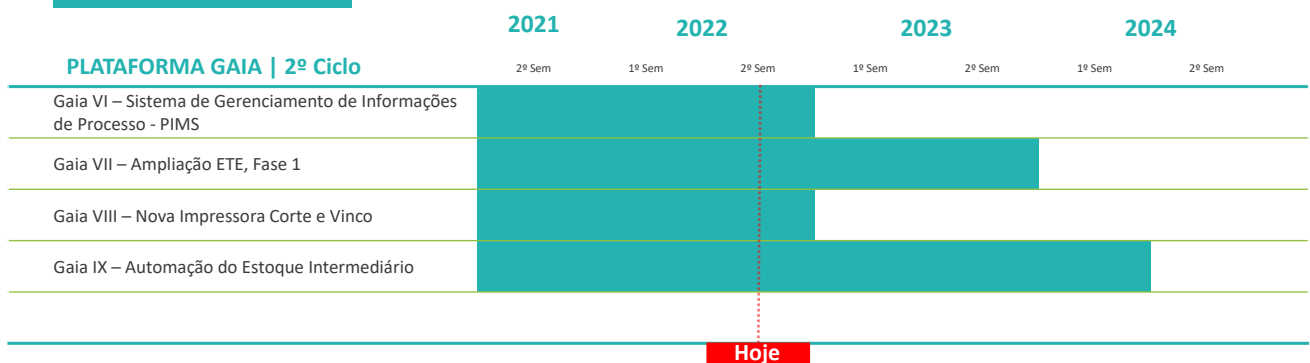 2021 2022 2023 2024
PLATAFORMA GAIA | 2º Ciclo
2º Sem 1º Sem 2º Sem 1º Sem 2º Sem 1º Sem 2º Sem
Gaia VI – Sistema de Gerenciamento de Informações
de Processo - PIMS
Gaia VII – Ampliação ETE, Fase 1
Gaia VIII – Nova Impressora Corte e Vinco
Gaia IX – Automação do Estoque Intermediário
Hoje